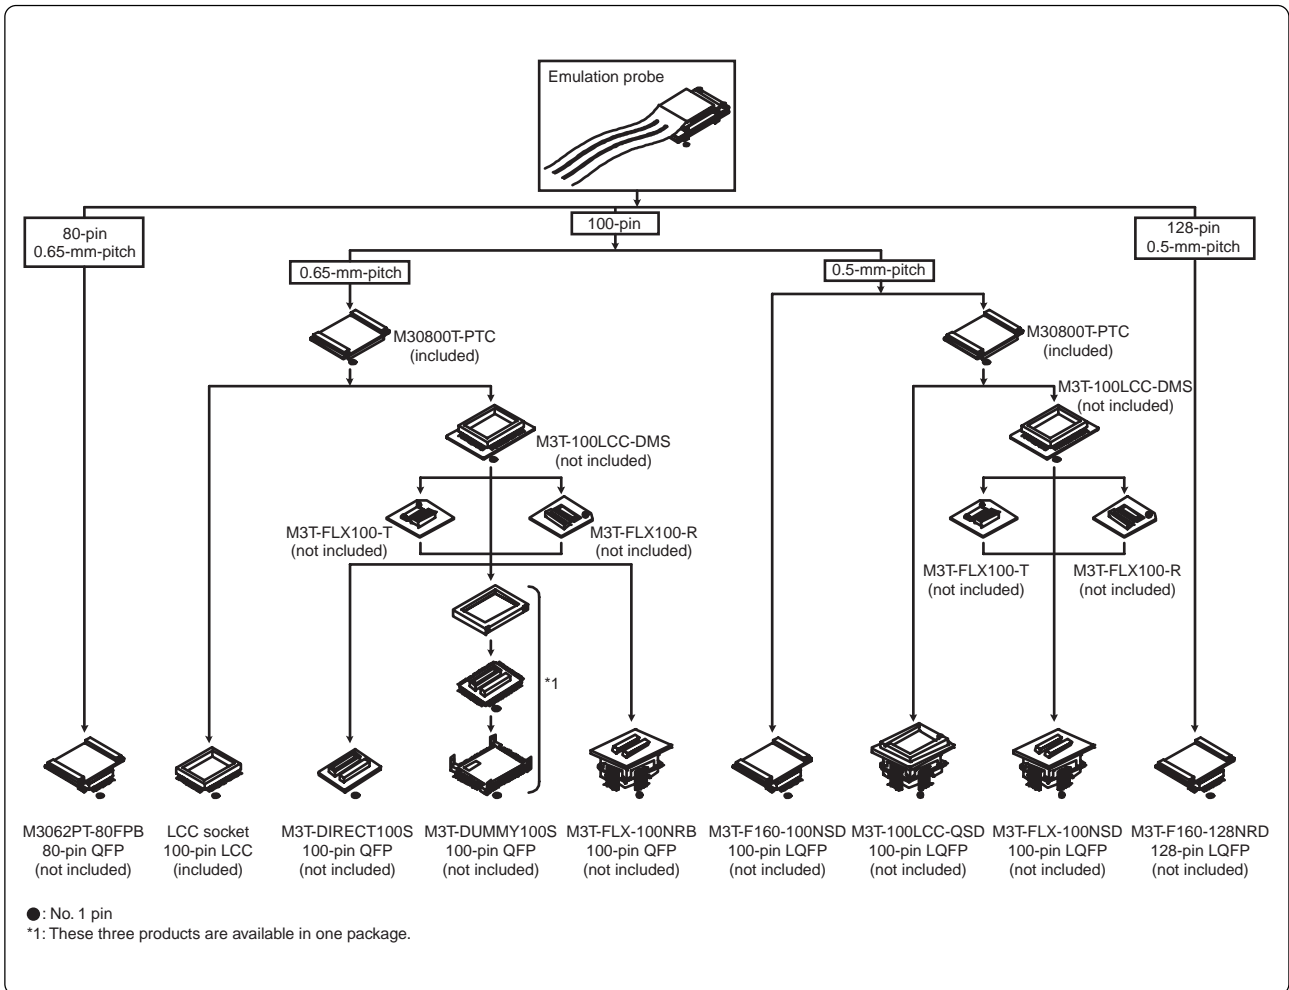 Emulation probe
80-pin
0.65-mm-pitch
100-pin
128-pin
0.5-mm-pitch
0.65-mm-pitch
0.5-mm-pitch
M30800T-PTC
(included)
M30800T-PTC
(included)
M3T-100LCC-DMS
(not included)
M3T-100LCC-DMS
(not included)
M3T-FLX100-T
(not included)
M3T-FLX100-R
(not included)
M3T-FLX100-T
(not included)
M3T-FLX100-R
(not included)
*1
M3062PT-80FPB
80-pin QFP
(not included)
LCC socket
100-pin LCC
(included)
M3T-DIRECT100S
100-pin QFP
(not included)
M3T-DUMMY100S
100-pin QFP
(not included)
M3T-FLX-100NRB
100-pin QFP
(not included)
M3T-F160-100NSD
100-pin LQFP
(not included)
M3T-100LCC-QSD
100-pin LQFP
(not included)
M3T-FLX-100NSD
100-pin LQFP
(not included)
M3T-F160-128NRD
128-pin LQFP
(not included)
●: No. 1 pin
*1: These three products are available in one package.